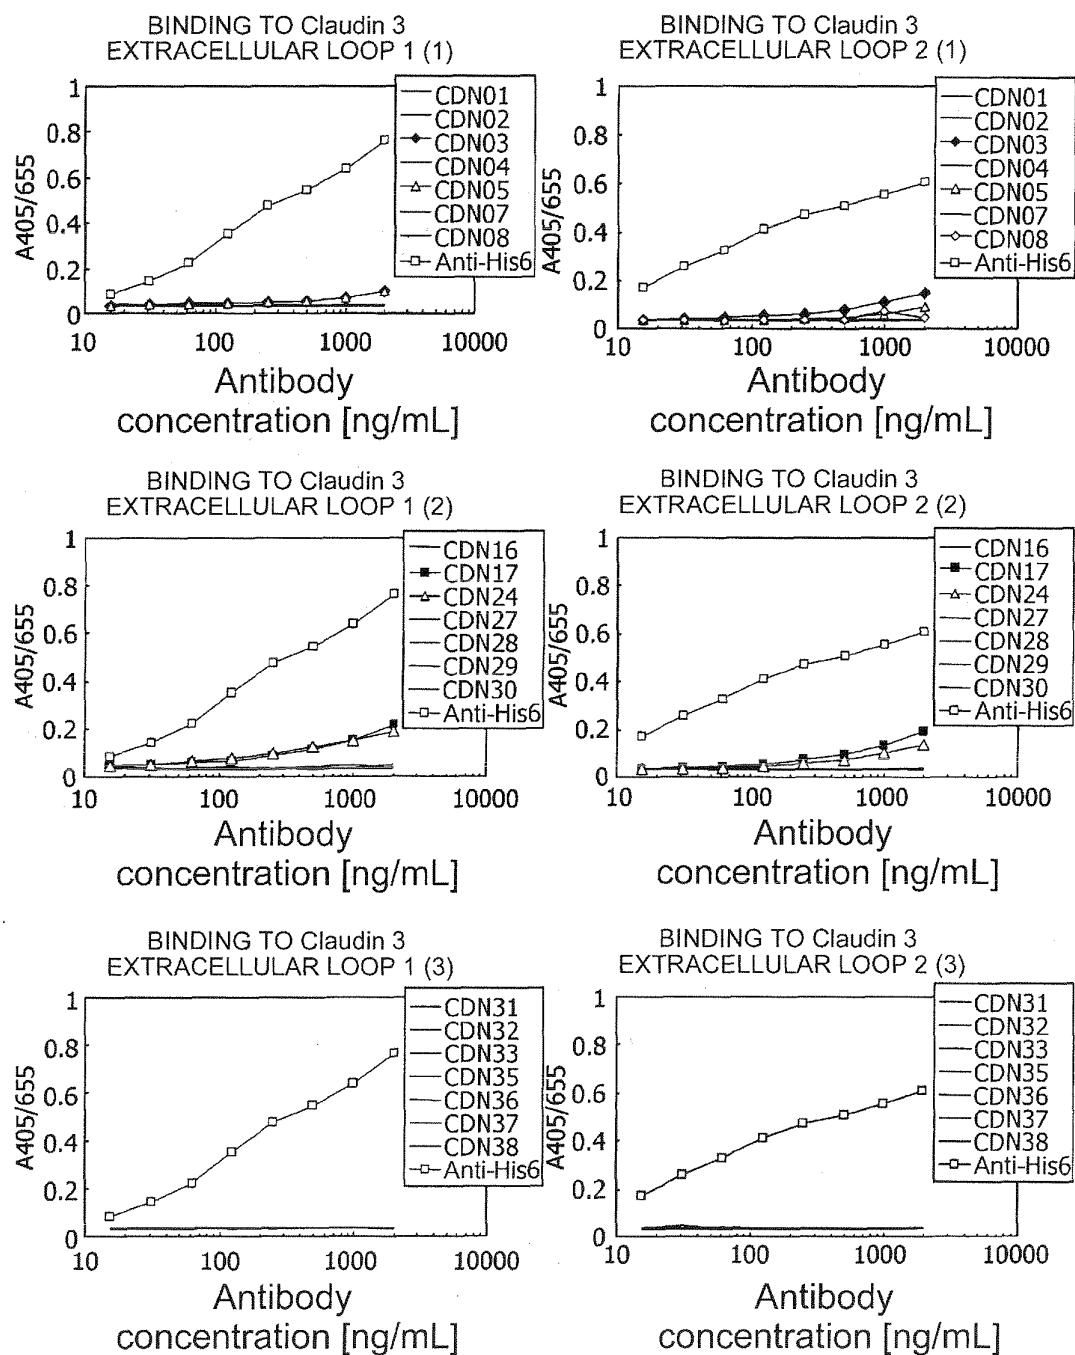 BINDING TO Claudin 3
EXTRACELLULAR LOOP 1 (1)
A405/655
1
0.8
0.6
0.4
0.2
0
10
100
1000
10000
CDN01
CDN02
CDN03
CDN04
CDN05
CDN07
CDN08
Anti-His6
Antibody
concentration [ng/mL]
BINDING TO Claudin 3
EXTRACELLULAR LOOP 2 (1)
A405/655
1
0.8
0.6
0.4
0.2
0
10
100
1000
10000
CDN01
CDN02
CDN03
CDN04
CDN05
CDN07
CDN08
Anti-His6
Antibody
concentration [ng/mL]
BINDING TO Claudin 3
EXTRACELLULAR LOOP 1 (2)
A405/655
1
0.8
0.6
0.4
0.2
0
10
100
1000
10000
CDN16
CDN17
CDN24
CDN27
CDN28
CDN29
CDN30
Anti-His6
Antibody
concentration [ng/mL]
BINDING TO Claudin 3
EXTRACELLULAR LOOP 2 (2)
A405/655
1
0.8
0.6
0.4
0.2
0
10
100
1000
10000
CDN16
CDN17
CDN24
CDN27
CDN28
CDN29
CDN30
Anti-His6
Antibody
concentration [ng/mL]
BINDING TO Claudin 3
EXTRACELLULAR LOOP 1 (3)
A405/655
1
0.8
0.6
0.4
0.2
0
10
100
1000
10000
CDN31
CDN32
CDN33
CDN35
CDN36
CDN37
CDN38
Anti-His6
Antibody
concentration [ng/mL]
BINDING TO Claudin 3
EXTRACELLULAR LOOP 2 (3)
A405/655
1
0.8
0.6
0.4
0.2
0
10
100
1000
10000
CDN31
CDN32
CDN33
CDN35
CDN36
CDN37
CDN38
Anti-His6
Antibody
concentration [ng/mL]